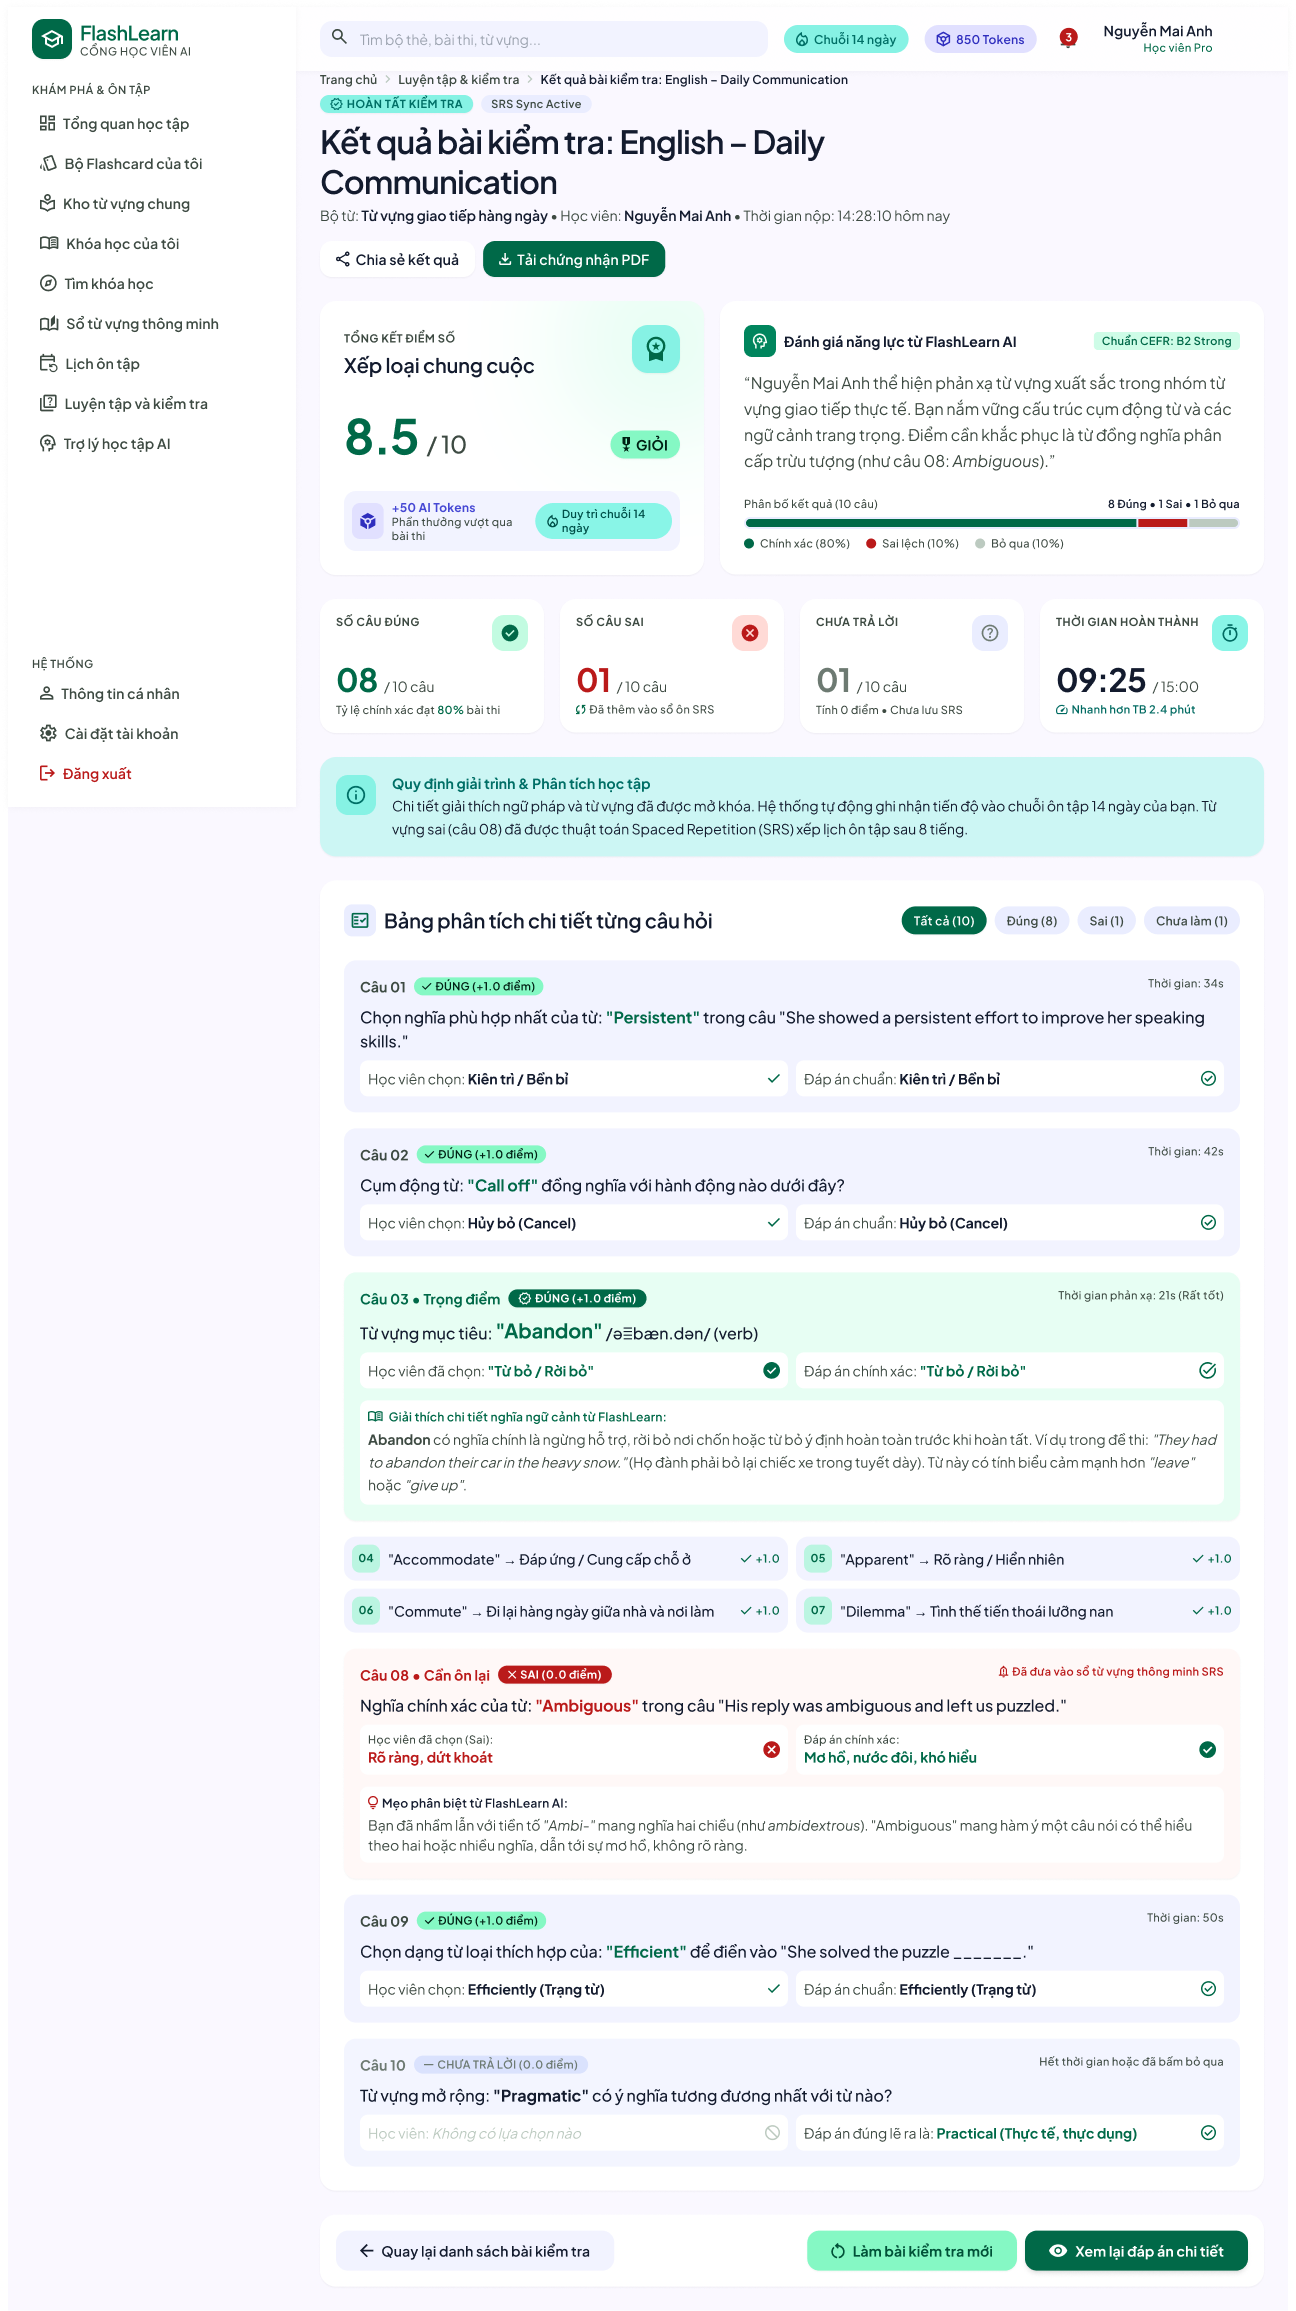 FlashLearn
CỔNG HỌC VIÊN AI
KHÁM PHÁ & ÔN TẬP
Tổng quan học tập
Bộ Flashcard của tôi
Kho từ vựng chung
Khóa học của tôi
Tìm khóa học
Sổ từ vựng thông minh
Lịch ôn tập
Luyện tập và kiểm tra
Trợ lý học tập AI
HỆ THỐNG
Thông tin cá nhân
Cài đặt tài khoản
Đăng xuất
Tìm bộ thẻ, bài thi, từ vựng...
Chuỗi 14 ngày
850 Tokens
3
Nguyễn Mai Anh
Học viên Pro
Trang chủ > Luyện tập & kiểm tra > Kết quả bài kiểm tra: English – Daily Communication
HOÀN TẤT KIỂM TRA
SRS Sync Active
Kết quả bài kiểm tra: English – Daily
Communication
Bộ từ: Từ vựng giao tiếp hàng ngày • Học viên: Nguyễn Mai Anh • Thời gian nộp: 14:28:10 hôm nay
Chia sẻ kết quả
Tải chứng nhận PDF
TỔNG KẾT ĐIỂM SỐ
Xếp loại chung cuộc
8.5 / 10
GIỎI
+50 AI Tokens
Phần thưởng vượt qua
bài thi
Duy trì chuỗi 14
ngày
Đánh giá năng lực từ FlashLearn AI
Chuẩn CEFR: B2 Strong
“Nguyễn Mai Anh thể hiện phản xạ từ vựng xuất sắc trong nhóm từ
vựng giao tiếp thực tế. Bạn nắm vững cấu trúc cụm động từ và các
ngữ cảnh trang trọng. Điểm cần khắc phục là từ đồng nghĩa phân
cấp trừu tượng (như câu 08: Ambiguous).”
Phân bố kết quả (10 câu)
8 Đúng • 1 Sai • 1 Bỏ qua
Chính xác (80%)
Sai lệch (10%)
Bỏ qua (10%)
SỐ CÂU ĐÚNG
08 / 10 câu
Tỷ lệ chính xác đạt 80% bài thi
SỐ CÂU SAI
01 / 10 câu
Đã thêm vào sổ ôn SRS
CHƯA TRẢ LỜI
01 / 10 câu
Tính 0 điểm • Chưa lưu SRS
THỜI GIAN HOÀN THÀNH
09:25 / 15:00
Nhanh hơn TB 2.4 phút
Quy định giải trình & Phân tích học tập
Chi tiết giải thích ngữ pháp và từ vựng đã được mở khóa. Hệ thống tự động ghi nhận tiến độ vào chuỗi ôn tập 14 ngày của bạn. Từ
vựng sai (câu 08) đã được thuật toán Spaced Repetition (SRS) xếp lịch ôn tập sau 8 tiếng.
Bảng phân tích chi tiết từng câu hỏi
Tất cả (10)
Đúng (8)
Sai (1)
Chưa làm (1)
Câu 01
ĐÚNG (+1.0 điểm)
Thời gian: 34s
Chọn nghĩa phù hợp nhất của từ: "Persistent" trong câu "She showed a persistent effort to improve her speaking
skills."
Học viên chọn: Kiên trì / Bền bỉ
Đáp án chuẩn: Kiên trì / Bền bỉ
Câu 02
ĐÚNG (+1.0 điểm)
Thời gian: 42s
Cụm động từ: "Call off" đồng nghĩa với hành động nào dưới đây?
Học viên chọn: Hủy bỏ (Cancel)
Đáp án chuẩn: Hủy bỏ (Cancel)
Câu 03 • Trọng điểm
ĐÚNG (+1.0 điểm)
Thời gian phản xạ: 21s (Rất tốt)
Từ vựng mục tiêu: "Abandon" /ə bæn.dən/ (verb)
Học viên đã chọn: "Từ bỏ / Rời bỏ"
Đáp án chính xác: "Từ bỏ / Rời bỏ"
Giải thích chi tiết nghĩa ngữ cảnh từ FlashLearn:
Abandon có nghĩa chính là ngừng hỗ trợ, rời bỏ nơi chốn hoặc từ bỏ ý định hoàn toàn trước khi hoàn tất. Ví dụ trong đề thi: "They had
to abandon their car in the heavy snow." (Họ đành phải bỏ lại chiếc xe trong tuyết dày). Từ này có tính biểu cảm mạnh hơn "leave"
hoặc "give up".
04 "Accommodate" → Đáp ứng / Cung cấp chỗ ở +1.0
05 "Apparent" → Rõ ràng / Hiển nhiên +1.0
06 "Commute" → Đi lại hàng ngày giữa nhà và nơi làm +1.0
07 "Dilemma" → Tình thế tiến thoái lưỡng nan +1.0
Câu 08 • Cần ôn lại
SAI (0.0 điểm)
Đã đưa vào sổ từ vựng thông minh SRS
Nghĩa chính xác của từ: "Ambiguous" trong câu "His reply was ambiguous and left us puzzled."
Học viên đã chọn (Sai):
Rõ ràng, dứt khoát
Đáp án chính xác:
Mơ hồ, nước đôi, khó hiểu
Mẹo phân biệt từ FlashLearn AI:
Bạn đã nhầm lẫn với tiền tố "Ambi-" mang nghĩa hai chiều (như ambidextrous). "Ambiguous" mang hàm ý một câu nói có thể hiểu
theo hai hoặc nhiều nghĩa, dẫn tới sự mơ hồ, không rõ ràng.
Câu 09
ĐÚNG (+1.0 điểm)
Thời gian: 50s
Chọn dạng từ loại thích hợp của: "Efficient" để điền vào "She solved the puzzle _______."
Học viên chọn: Efficiently (Trạng từ)
Đáp án chuẩn: Efficiently (Trạng từ)
Câu 10
CHƯA TRẢ LỜI (0.0 điểm)
Hết thời gian hoặc đã bấm bỏ qua
Từ vựng mở rộng: "Pragmatic" có ý nghĩa tương đương nhất với từ nào?
Học viên: Không có lựa chọn nào
Đáp án đúng lẽ ra là: Practical (Thực tế, thực dụng)
Quay lại danh sách bài kiểm tra
Làm bài kiểm tra mới
Xem lại đáp án chi tiết